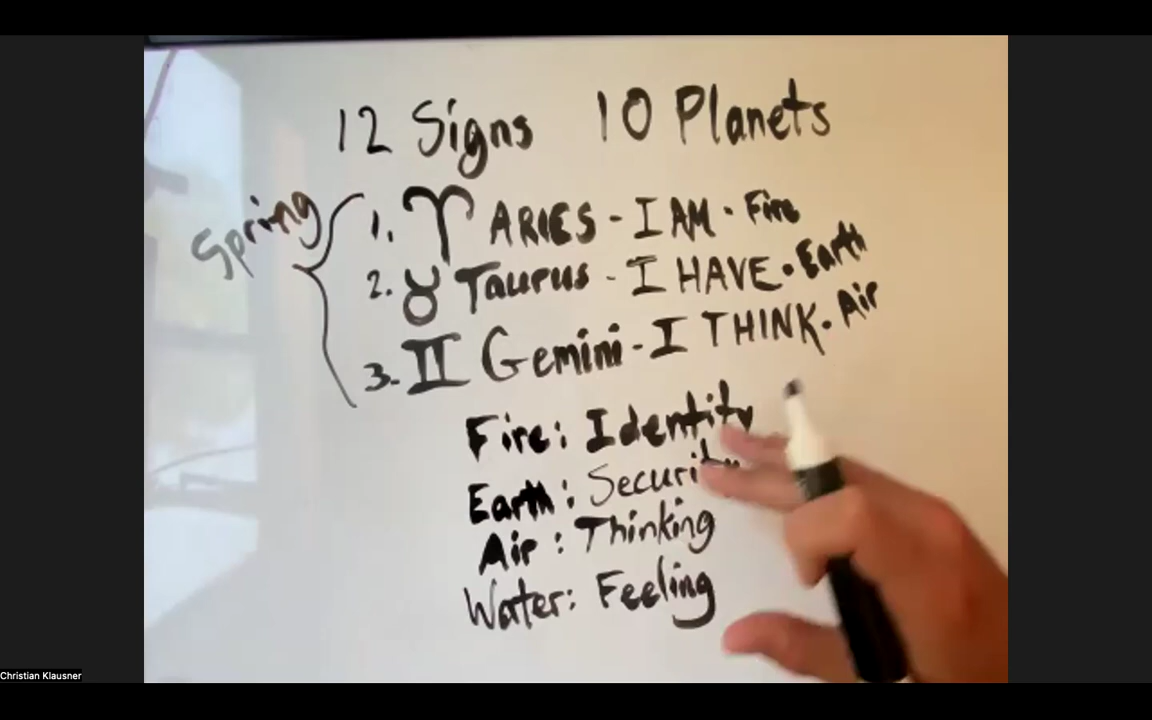 12 Signs 10 Planets
Spring
1. ♈ ARIES - I AM · Fire
2. ♉ Taurus - I HAVE · Earth
3. ♊ Gemini - I THINK · Air
Fire: Identity
Earth: Security
Air: Thinking
Water: Feeling
Christian Klausner